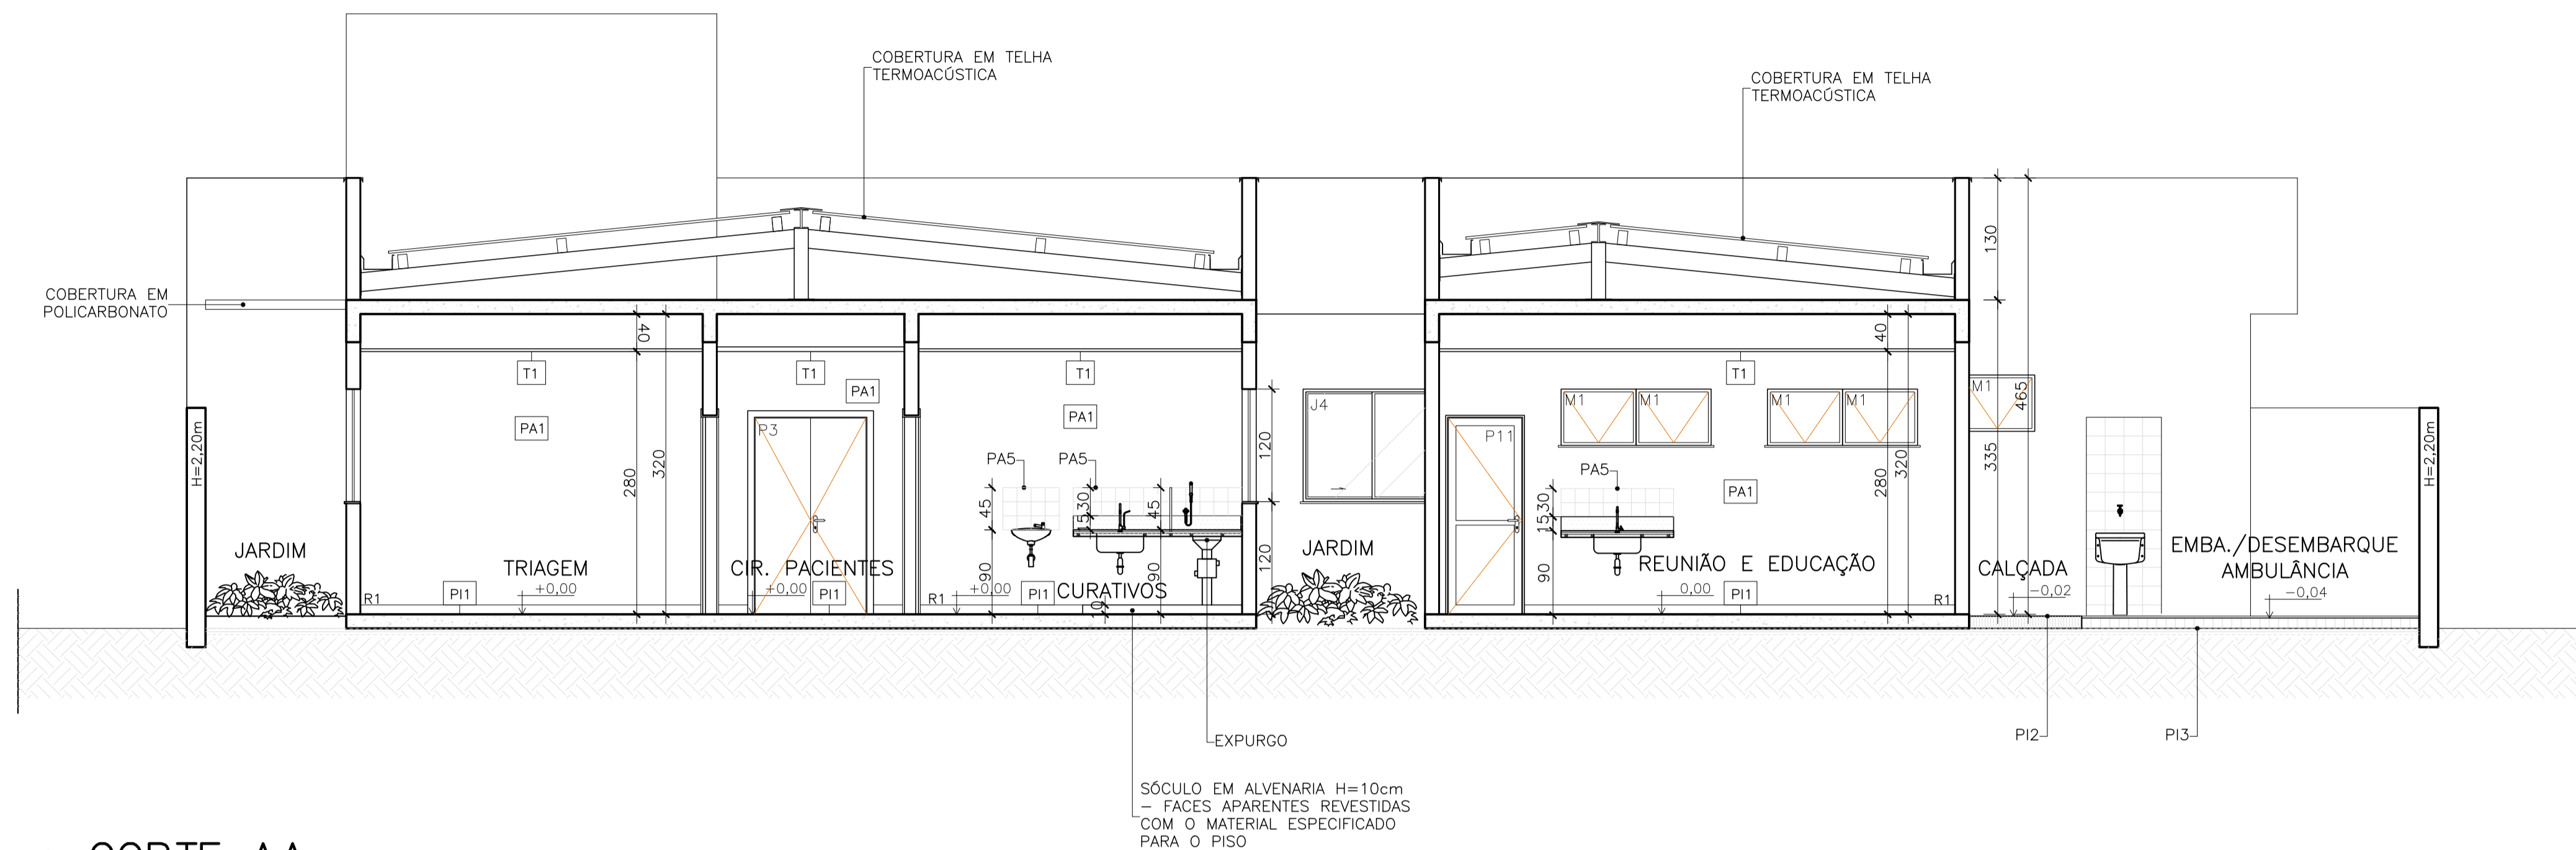 COBERTURA EM TELHA
TERMOACÚSTICA
COBERTURA EM TELHA
TERMOACÚSTICA
COBERTURA EM
POLICARBONATO
130
40
40
T1
T1
T1
T1
PA1
PA1
PA1
J4
M1
M1
M1
M1
M1
465
H=2,20m
P3
P11
H=2,20m
280
320
120
280
320
335
PA5
PA5
PA5
PA1
45
30
15
45
30
15
90
90
120
90
10
JARDIM
TRIAGEM
CIR. PACIENTES
CURATIVOS
JARDIM
REUNIÃO E EDUCAÇÃO
CALÇADA
EMBA./DESEMBARQUE
AMBULÂNCIA
R1
PI1
+0,00
+0,00
PI1
R1
+0,00
PI1
0,00
PI1
R1
-0,02
-0,04
EXPURGO
PI2
PI3
SÓCULO EM ALVENARIA H=10cm
- FACES APARENTES REVESTIDAS
COM O MATERIAL ESPECIFICADO
PARA O PISO
CORTE AA